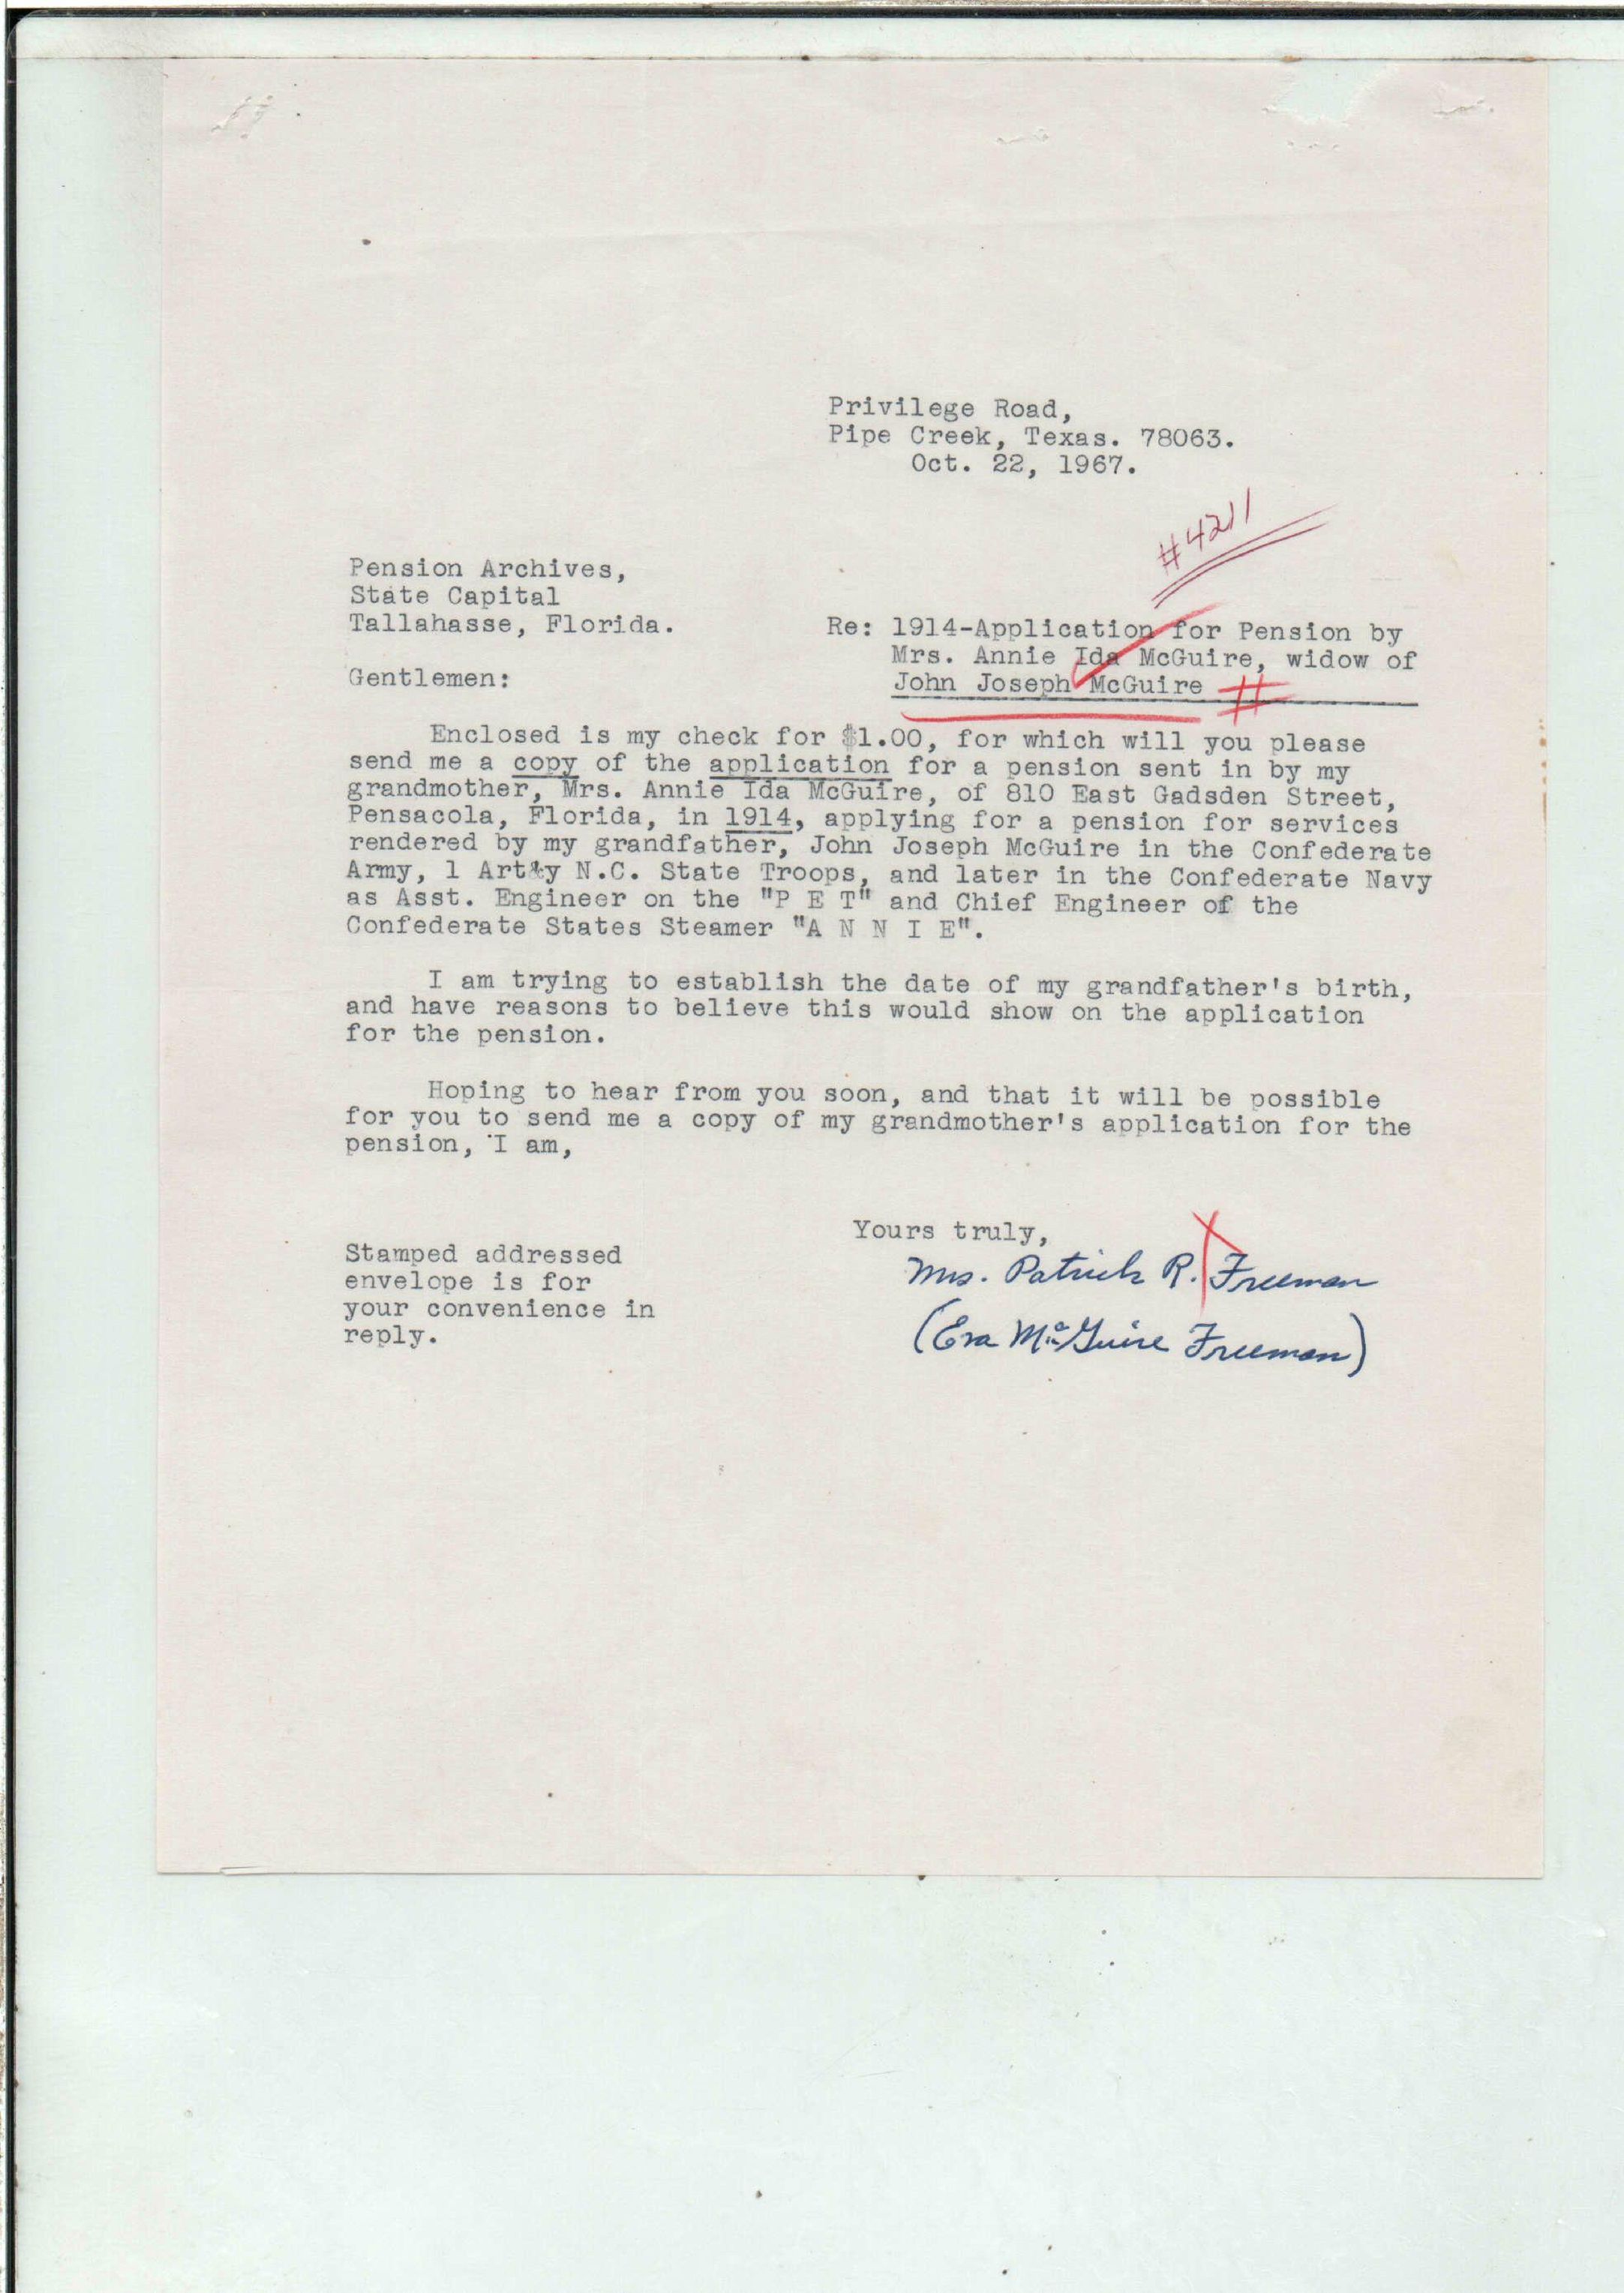 Privilege Road,
Pipe Creek, Texas. 78063.
Oct. 22, 1967.
#4211
Pension Archives,
State Capital
Tallahasse, Florida.
Re: 1914-Application for Pension by
Mrs. Annie Ida McGuire, widow of
John Joseph McGuire #
Gentlemen:
Enclosed is my check for $1.00, for which will you please
send me a copy of the application for a pension sent in by my
grandmother, Mrs. Annie Ida McGuire, of 810 East Gadsden Street,
Pensacola, Florida, in 1914, applying for a pension for services
rendered by my grandfather, John Joseph McGuire in the Confederate
Army, 1 Art&y N.C. State Troops, and later in the Confederate Navy
as Asst. Engineer on the "P E T" and Chief Engineer of the
Confederate States Steamer "A N N I E".
I am trying to establish the date of my grandfather's birth,
and have reasons to believe this would show on the application
for the pension.
Hoping to hear from you soon, and that it will be possible
for you to send me a copy of my grandmother's application for the
pension, I am,
Yours truly,
Mrs. Patrick R. Freeman
(Eva McGuire Freeman)
Stamped addressed
envelope is for
your convenience in
reply.